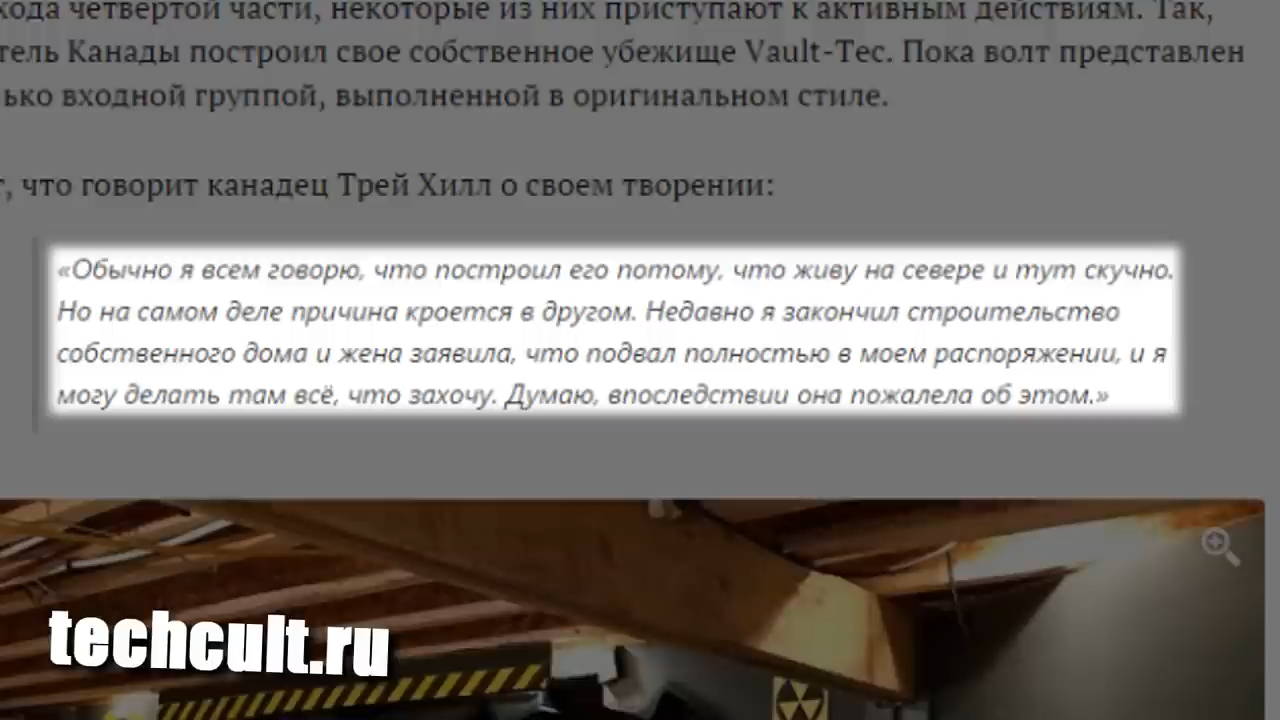 хода четвертой части, некоторые из них приступают к активным действиям. Так,
тель Канады построил свое собственное убежище Vault-Tec. Пока волт представлен
ько входной группой, выполненной в оригинальном стиле.
, что говорит канадец Трей Хилл о своем творении:
«Обычно я всем говорю, что построил его потому, что живу на севере и тут скучно.
Но на самом деле причина кроется в другом. Недавно я закончил строительство
собственного дома и жена заявила, что подвал полностью в моем распоряжении, и я
могу делать там всё, что захочу. Думаю, впоследствии она пожалела об этом.»
techcult.ru